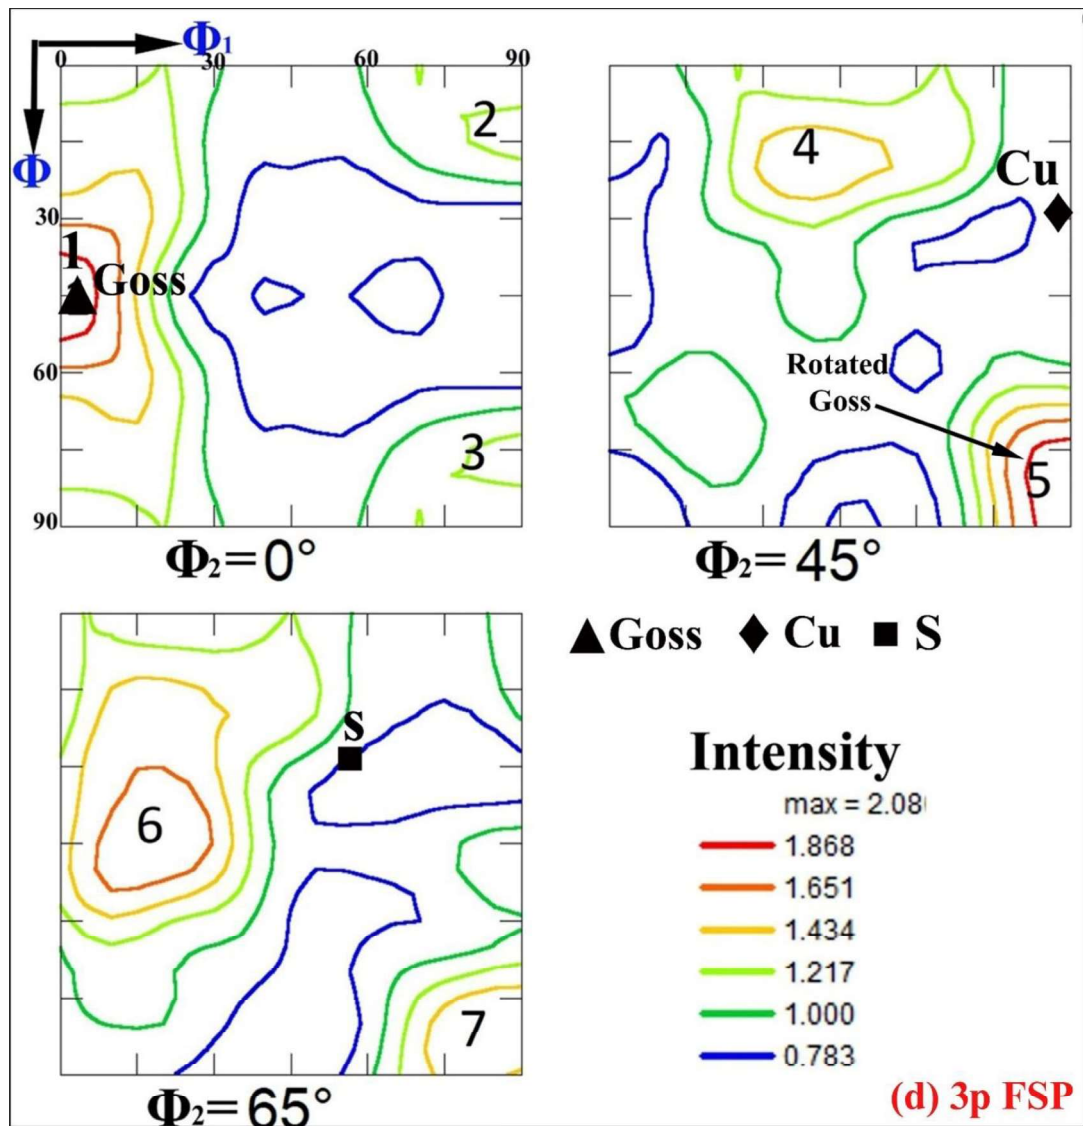 Φ₁
0 30 60 90
Φ
30
60
90
1
Goss
2
3
Φ₂=0°
4
Cu
Rotated
Goss
5
Φ₂=45°
6
S
7
Φ₂=65°
Goss Cu S
Intensity
max = 2.08
1.868
1.651
1.434
1.217
1.000
0.783
(d) 3p FSP